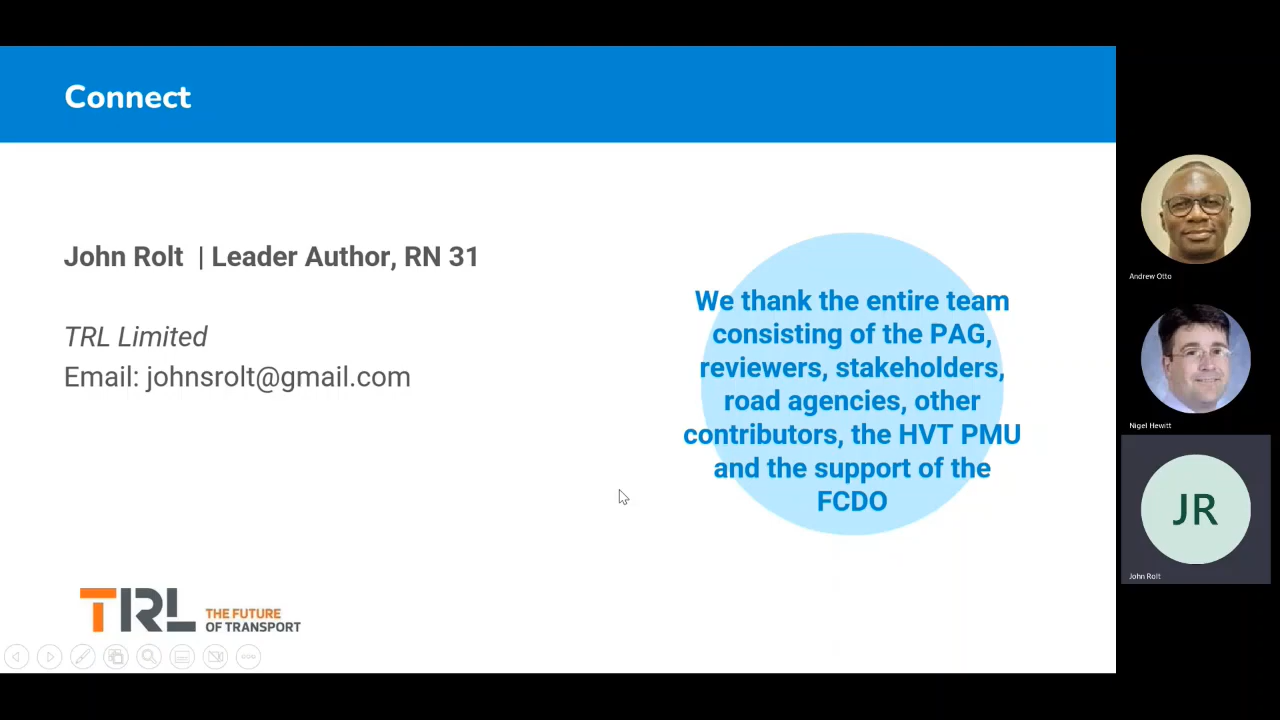 Connect
John Rolt | Leader Author, RN 31
TRL Limited
Email: johnsrolt@gmail.com
We thank the entire team
consisting of the PAG,
reviewers, stakeholders,
road agencies, other
contributors, the HVT PMU
and the support of the
FCDO
TRL THE FUTURE
OF TRANSPORT
Andrew Otto
Nigel Hewitt
JR
John Rolt